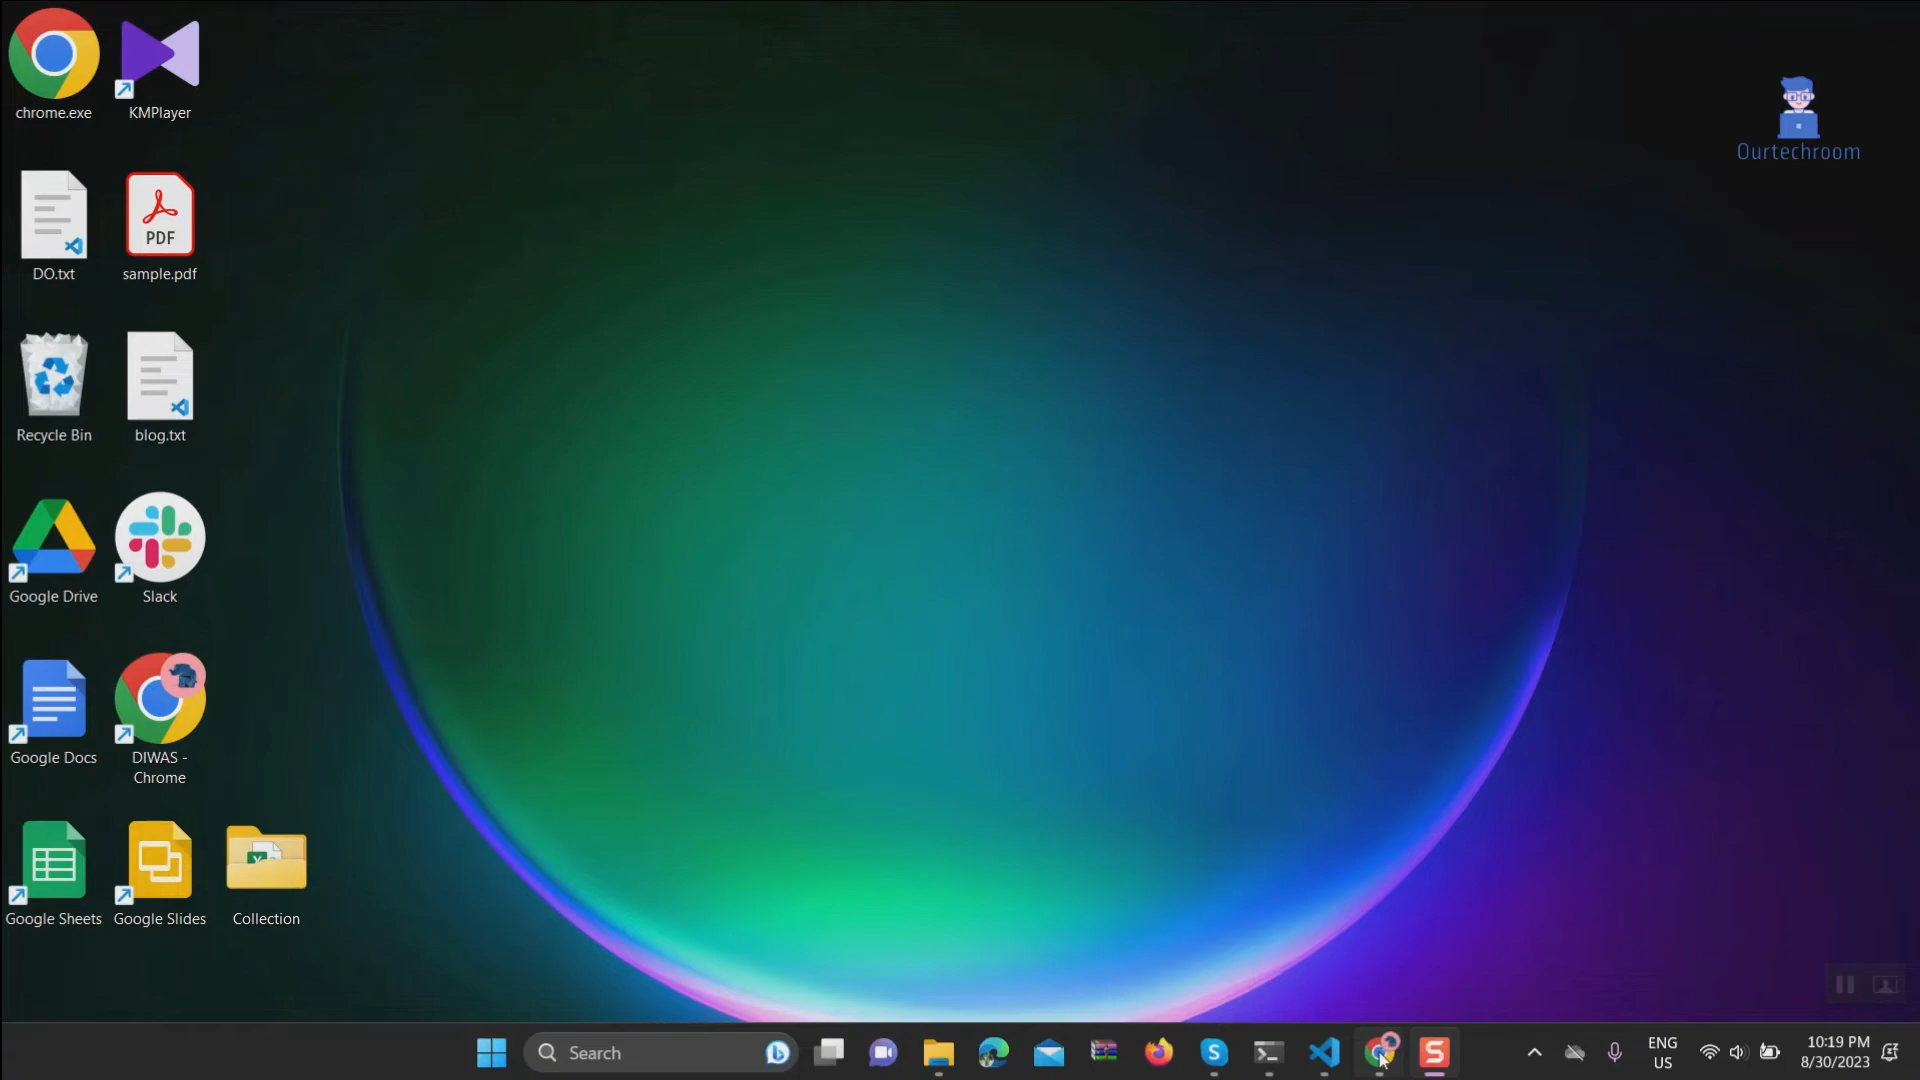 chrome.exe
KMPlayer
Ourtechroom
DO.txt
PDF
sample.pdf
Recycle Bin
blog.txt
Google Drive
Slack
Google Docs
DIWAS -
Chrome
Google Sheets
Google Slides
Collection
Search
ENG
US
10:19 PM
8/30/2023